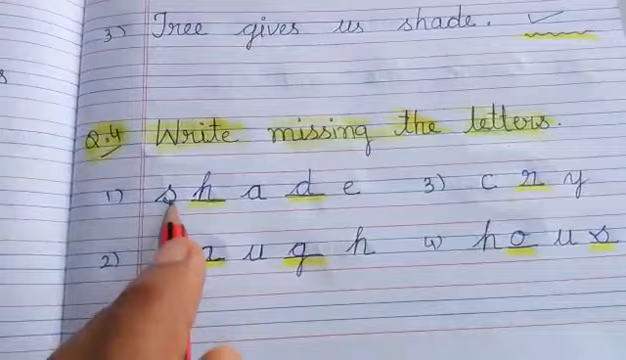 3) Tree gives us shade.
Q.4 Write missing the letters.
1) s h a d e 3) c r y
2) r u g h 4) h o u s